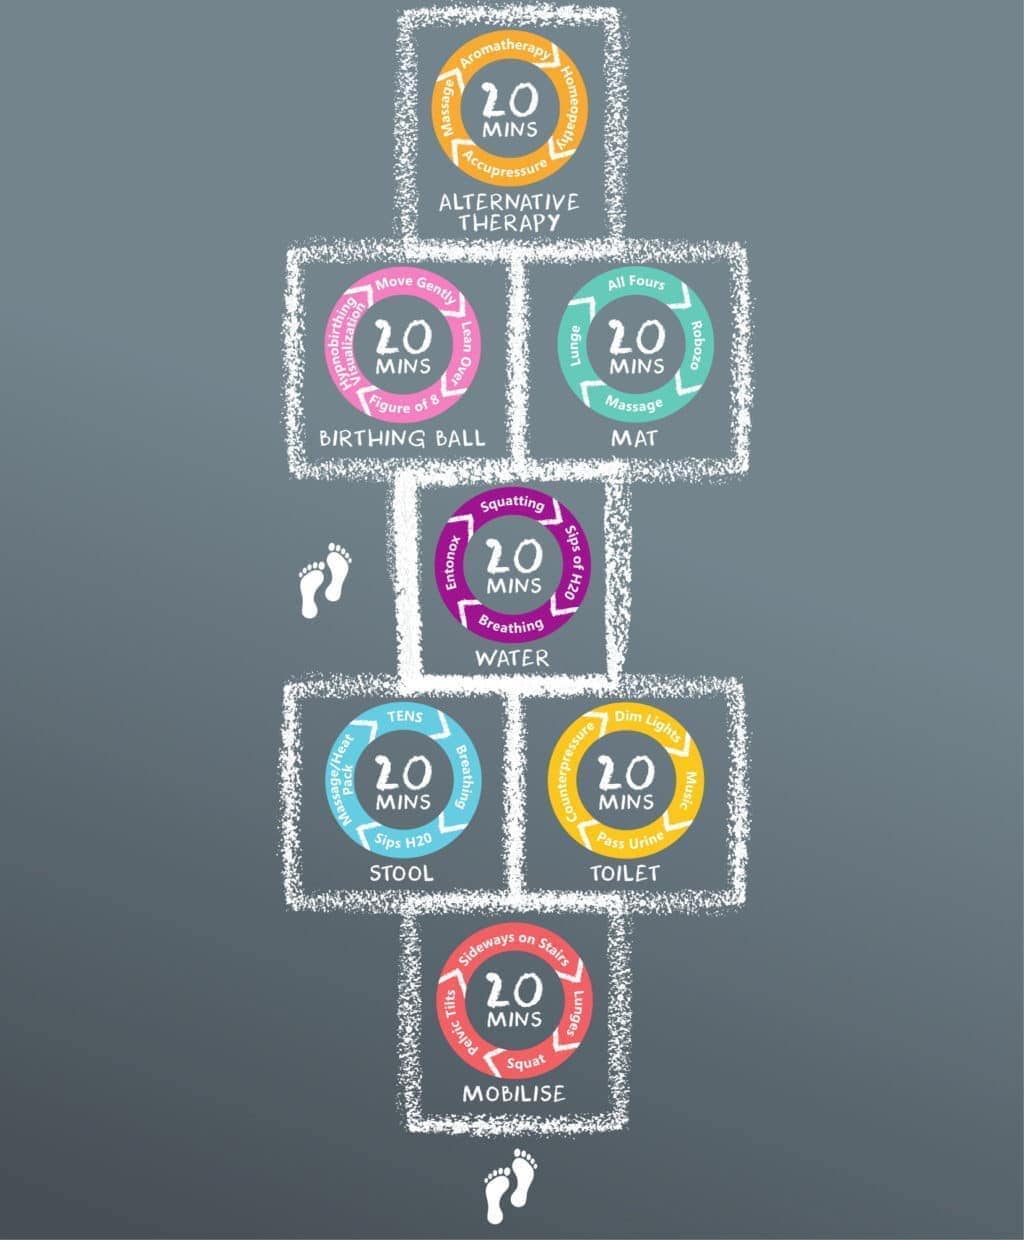 Aromatherapy
Homeopathy
Accupressure
Massage
20
MINS
ALTERNATIVE
THERAPY
Move Gently
Lean Over
Figure of 8
Hypnobirthing
Visualization
20
MINS
BIRTHING BALL
All Fours
Robozo
Massage
Lunge
20
MINS
MAT
Squatting
Sips of H20
Breathing
Entonox
20
MINS
WATER
TENS
Breathing
Sips H20
Massage/Heat
Pack
20
MINS
STOOL
Dim Lights
Music
Pass Urine
Counterpressure
20
MINS
TOILET
Sideways on Stairs
Lunges
Squat
Pelvic Tilts
20
MINS
MOBILISE